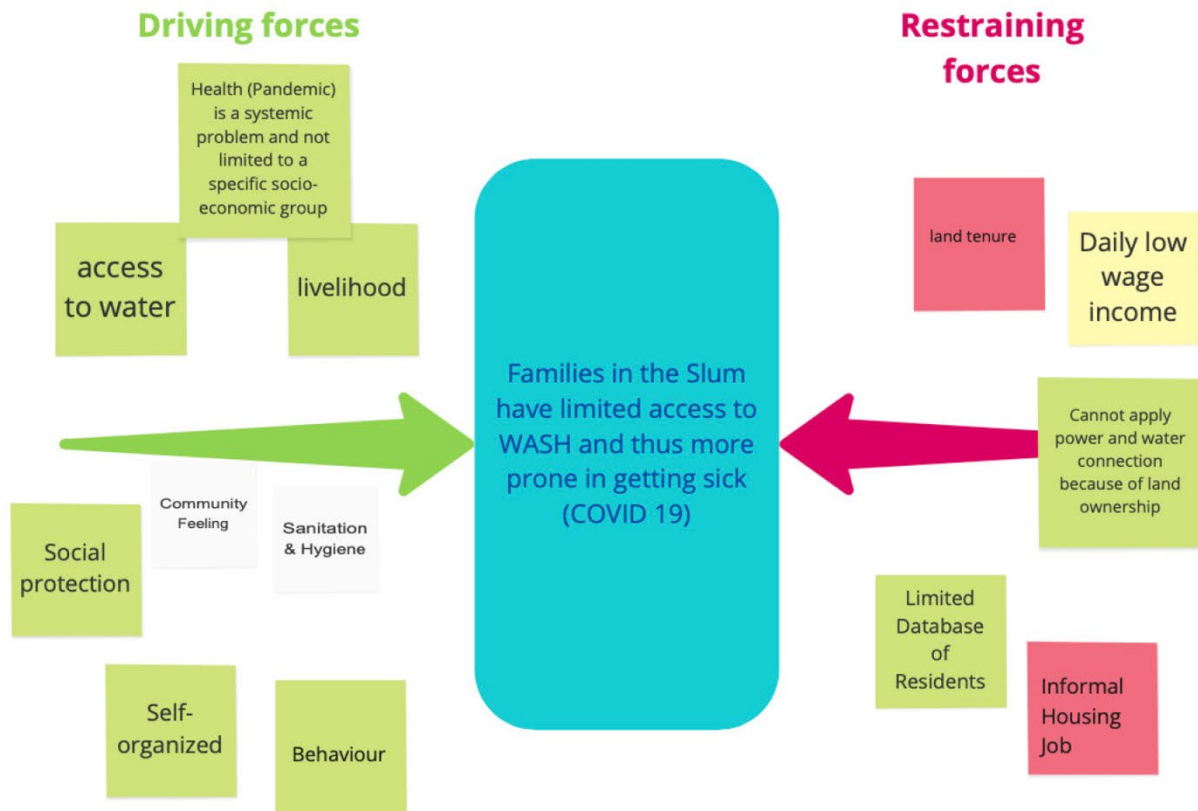 Driving forces
Health (Pandemic)
is a systemic
problem and not
limited to a
specific socio-
economic group
access
to water
livelihood
Community
Feeling
Sanitation
& Hygiene
Social
protection
Self-
organized
Behaviour
Families in the Slum
have limited access to
WASH and thus more
prone in getting sick
(COVID 19)
Restraining
forces
land tenure
Daily low
wage
income
Cannot apply
power and water
connection
because of land
ownership
Limited
Database
of
Residents
Informal
Housing
Job